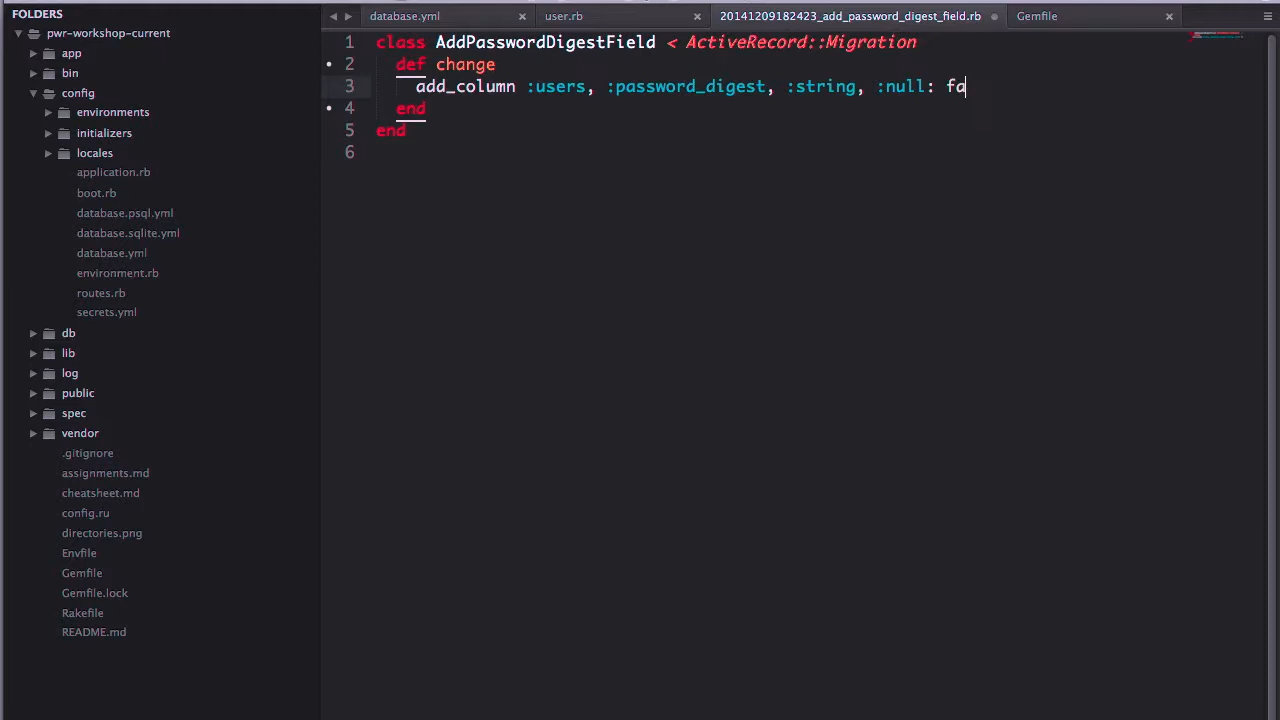 FOLDERS
pwr-workshop-current
app
bin
config
environments
initializers
locales
application.rb
boot.rb
database.psql.yml
database.sqlite.yml
database.yml
environment.rb
routes.rb
secrets.yml
db
lib
log
public
spec
vendor
.gitignore
assignments.md
cheatsheet.md
config.ru
directories.png
Envfile
Gemfile
Gemfile.lock
Rakefile
README.md
database.yml user.rb 20141209182423_add_password_digest_field.rb Gemfile
1 class AddPasswordDigestField < ActiveRecord::Migration
2 def change
3 add_column :users, :password_digest, :string, :null: fa
4 end
5 end
6